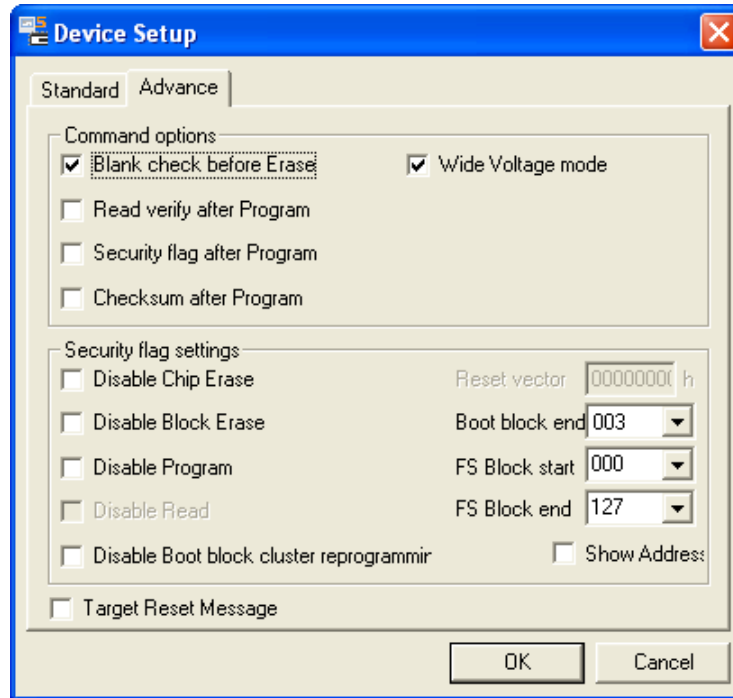 Device Setup
Standard Advance
Command options
Blank check before Erase Wide Voltage mode
Read verify after Program
Security flag after Program
Checksum after Program
Security flag settings
Disable Chip Erase Reset vector 00000000 h
Disable Block Erase Boot block end 003
Disable Program FS Block start 000
Disable Read FS Block end 127
Disable Boot block cluster reprogrammin Show Address
Target Reset Message
OK Cancel